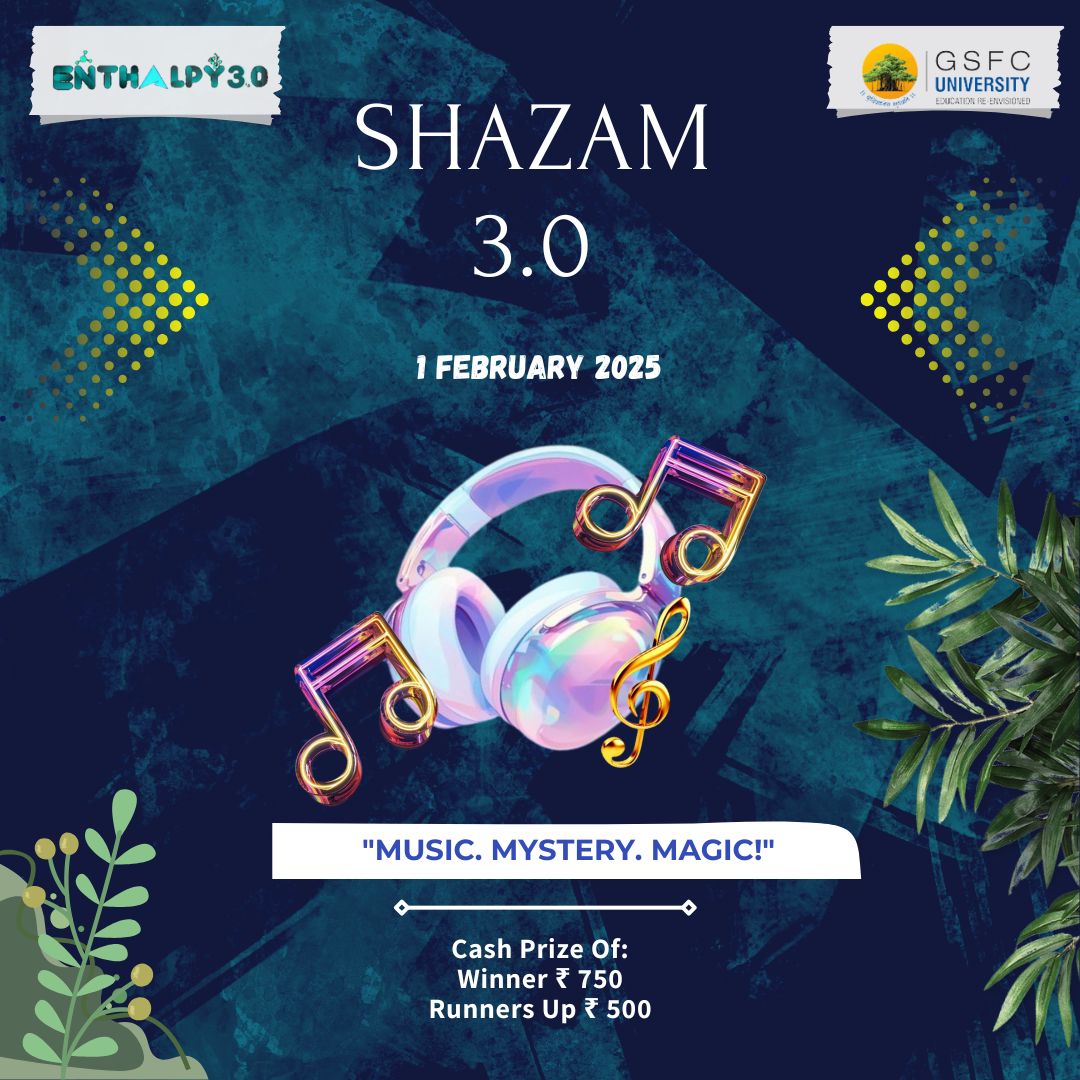 ENTHALPY 3.0
GSFC
UNIVERSITY
EDUCATION RE-ENVISIONED
SHAZAM
3.0
1 FEBRUARY 2025
"MUSIC. MYSTERY. MAGIC!"
Cash Prize Of:
Winner ₹ 750
Runners Up ₹ 500